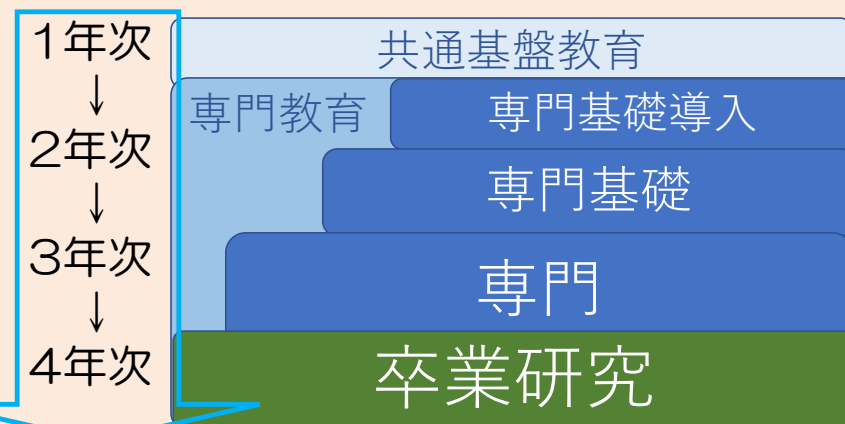 1年次
↓
2年次
↓
3年次
↓
4年次
共通基盤教育
専門教育
専門基礎導入
専門基礎
専門
卒業研究